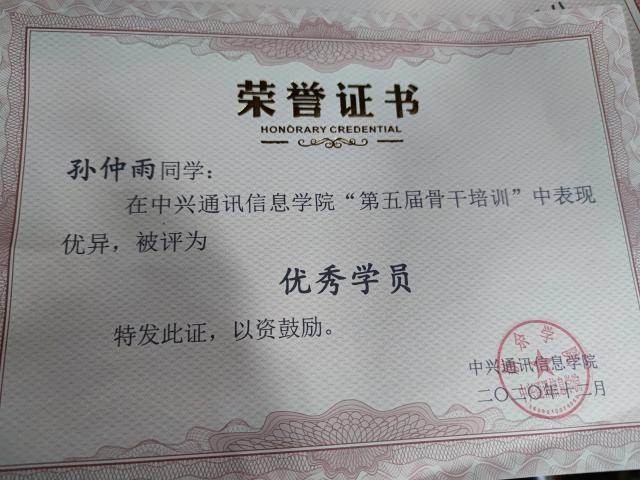 荣誉证书
HONORARY CREDENTIAL
孙仲雨同学:
在中兴通讯信息学院“第五届骨干培训”中表现
优异，被评为
优秀学员
特发此证，以资鼓励。
中兴通讯信息学院
二〇二〇年十二月